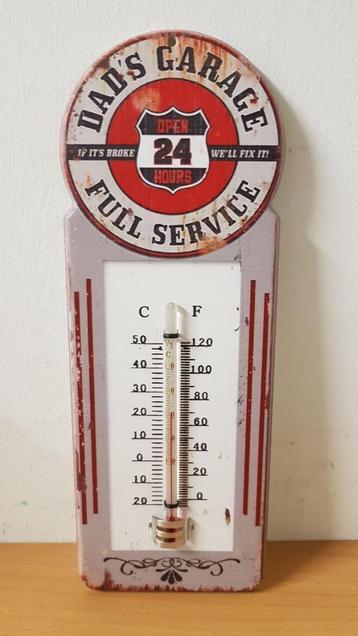 DAD'S GARAGE
OPEN
IF IT'S BROKE 24 WE'LL FIX IT!
HOURS
FULL SERVICE
C F
50 120
40 100
30 80
20 60
10 40
0 20
10 0
20